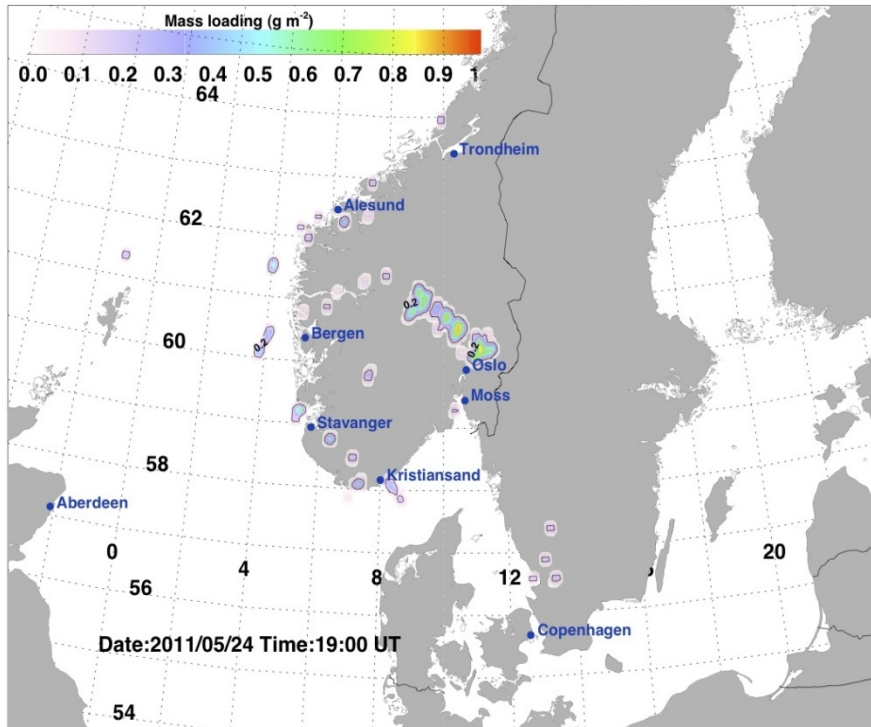 Mass loading (g m-2)
0.0 0.1 0.2 0.3 0.4 0.5 0.6 0.7 0.8 0.9 1
64
Trondheim
Alesund
62
0.2
60
0.2
Bergen
0.2
Oslo
Moss
Stavanger
58
Kristiansand
Aberdeen
0 4 8 12 20
56
Copenhagen
Date:2011/05/24 Time:19:00 UT
54